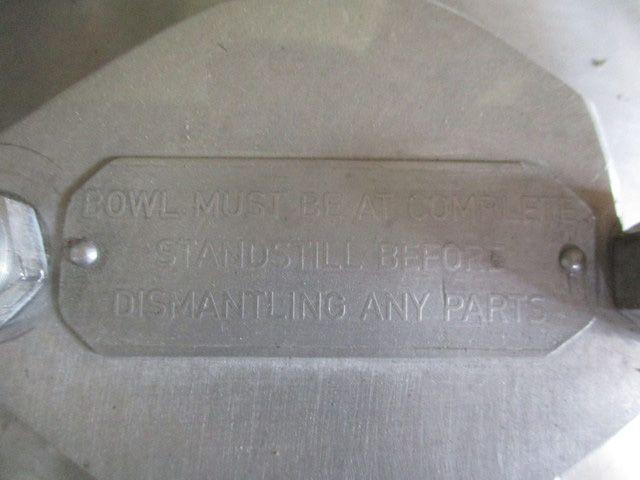 BOWL MUST BE AT COMPLETE
STANDSTILL BEFORE
DISMANTLING ANY PARTS